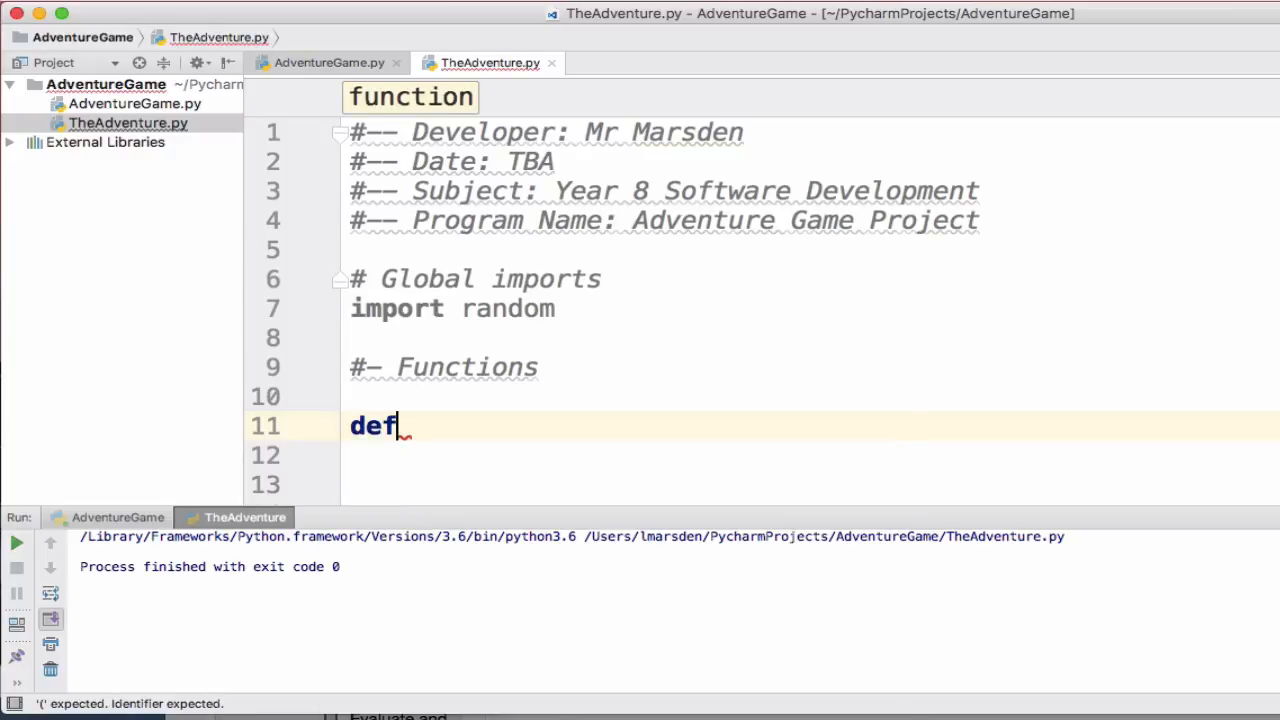 TheAdventure.py - AdventureGame - [~/PycharmProjects/AdventureGame]
AdventureGame TheAdventure.py
Project AdventureGame.py TheAdventure.py
AdventureGame ~/Pycharm
AdventureGame.py
TheAdventure.py
External Libraries
function
1 #-- Developer: Mr Marsden
2 #-- Date: TBA
3 #-- Subject: Year 8 Software Development
4 #-- Program Name: Adventure Game Project
5
6 # Global imports
7 import random
8
9 #- Functions
10
11 def
12
13
Run: AdventureGame TheAdventure
/Library/Frameworks/Python.framework/Versions/3.6/bin/python3.6 /Users/lmarsden/PycharmProjects/AdventureGame/TheAdventure.py
Process finished with exit code 0
'(' expected. Identifier expected.
Evaluate and